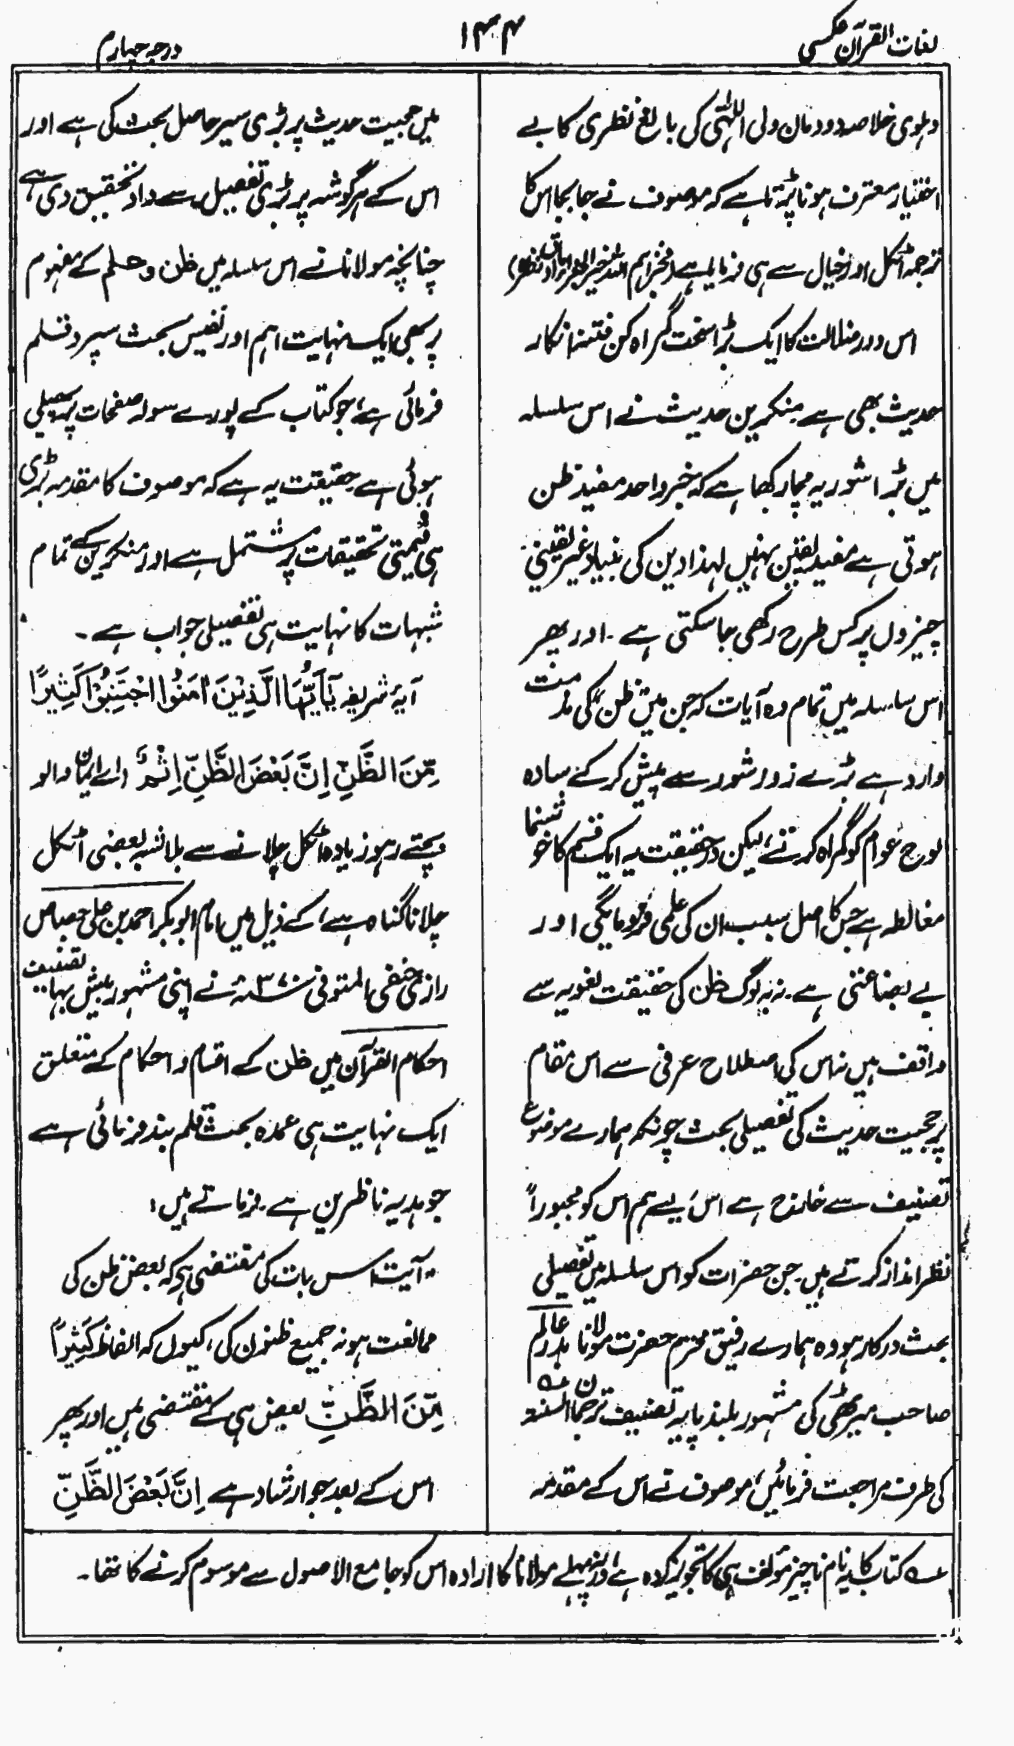 لغات القرآن عکسی
۱۴۴
درجہ چہارم
دہلوی خلاصہ دودمان ولی اللّٰہی کی بالغ نظری کا بے
اختیار معترف ہونا پڑتا ہے کہ موصوف نے جابجا اس کا
ترجمہ اٹکل اور خیال سے ہی فرمایا ہے
اس دور ضلالت کا ایک بڑا سخت گمراہ کن فتنہ انکار
حدیث بھی ہے۔ منکرین حدیث نے اس سلسلہ
میں بڑا شور یہ مچا رکھا ہے کہ خبر واحد مفید ظن
ہوتی ہے مفید یقین نہیں لہذا دین کی بنیاد غیر یقینی
چیزوں پر کس طرح رکھی جا سکتی ہے۔ اور پھر
اس سلسلہ میں تمام وہ آیات کہ جن میں ظن کی مذمت
وارد ہے بڑے زور شور سے پیش کر کے سادہ
لوح عوام کو گمراہ کرتے، لیکن درحقیقت یہ ایک قسم کا خوشنما
مغالطہ ہے جس کا اصل سبب ان کی علمی فرومایگی اور
بے بضاعتی ہے۔ نہ یہ لوگ ظن کی حقیقت لغویہ سے
واقف ہیں نہ اس کی اصطلاح عرفی سے اس مقام
پر حجیت حدیث کی تفصیلی بحث چونکہ ہمارے موضوع
تصنیف سے خارج ہے اس لیے ہم اس کو مجبوراً
نظر انداز کرتے ہیں جن حضرات کو اس سلسلہ میں تفصیلی
بحث درکار ہو وہ ہمارے رفیق محترم حضرت مولانا بدر عالم
صاحب میرٹھی کی مشہور بلند پایہ تصنیف ترجمان السنہ
کی طرف مراجعت فرمائیں، موصوف نے اس کے مقدمہ
میں حجیت حدیث پر بڑی سیر حاصل بحث کی ہے اور
اس کے ہر گوشہ پر بڑی تفصیل سے داد تحقیق دی ہے
چنانچہ مولانا نے اس سلسلہ میں ظن و علم کے مفہوم
پر بھی ایک نہایت اہم اور نفیس بحث سپرد قلم
فرمائی ہے، جو کتاب کے پورے سولہ صفحات پر پھیلی
ہوئی ہے حقیقت یہ ہے کہ موصوف کا مقدمہ بڑی
ہی قیمتی تحقیقات پر مشتمل ہے اور منکرین کے تمام
شبہات کا نہایت ہی تفصیلی جواب ہے۔
آیۂ شریفہ یٰٓاَیُّهَا الَّذِیْنَ اٰمَنُوا اجْتَنِبُوْا كَثِیْرًا
مِّنَ الظَّنِّ اِنَّ بَعْضَ الظَّنِّ اِثْمٌ (اے ایمان والو
بچتے رہو زیادہ اٹکل چلانے سے بلاشبہ بعضی اٹکل
چلانا گناہ ہے) کے ذیل میں امام ابوبکر احمد بن علی جصاص
رازی حنفی المتوفی ۳۷۰ھ نے اپنی مشہور بیش بہا تصنیف
احکام القرآن میں ظن کے اقسام و احکام کے متعلق
ایک نہایت ہی عمدہ بحث قلم بند فرمائی ہے
جو ہدیہ ناظرین ہے۔ فرماتے ہیں:
"آیت اس بات کی مقتضی ہے کہ بعض ظن کی
ممانعت ہو نہ جمیع ظنون کی، کیوں کہ الفاظ كَثِیْرًا
مِّنَ الظَّنِّ بعض ہی کے مقتضی ہیں اور پھر
اس کے بعد جو ارشاد ہے اِنَّ بَعْضَ الظَّنِّ
عہ کتاب کا یہ نام ناچیز مؤلف ہی کا تجویز کردہ ہے ورنہ پہلے مولانا کا ارادہ اس کو جامع الاصول سے موسوم کرنے کا تھا۔